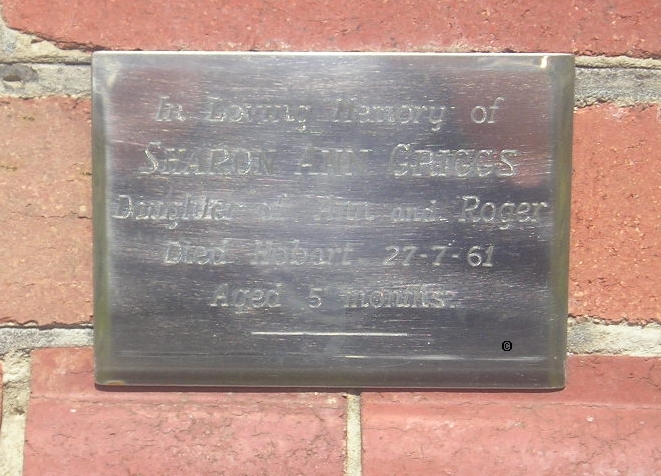 In Loving Memory of
SHARON ANN GRIGGS
Daughter of Ann and Roger
Died Hobart 27-7-61
Aged 5 months.
©